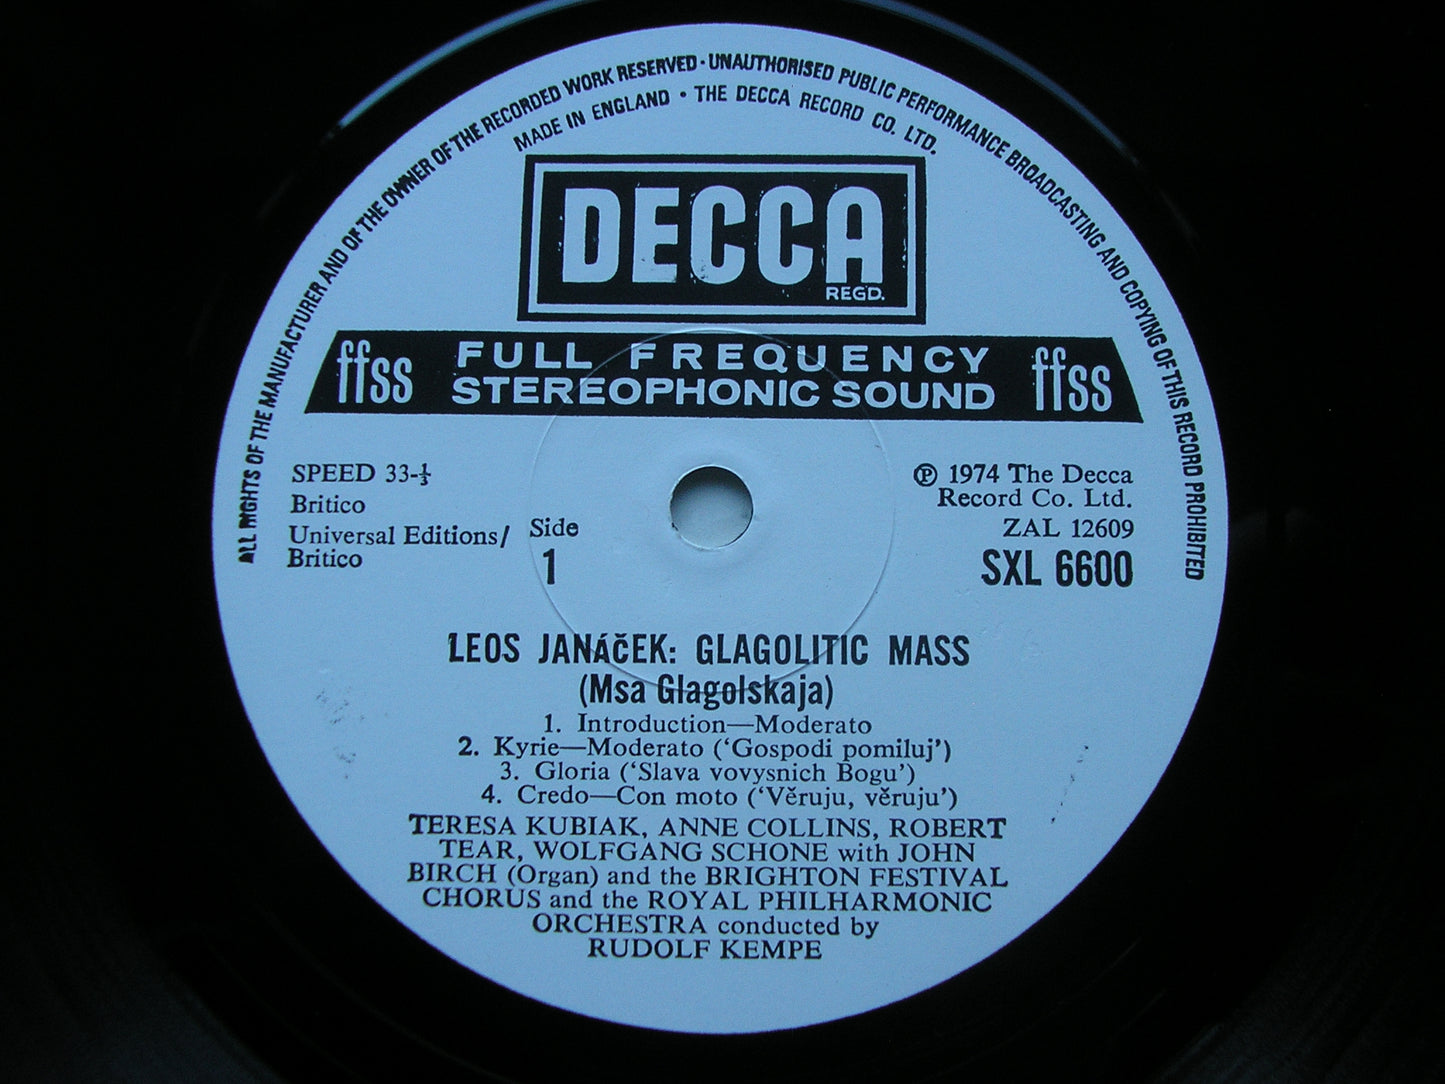 ALL RIGHTS OF THE MANUFACTURER AND OF THE OWNER OF THE RECORDED WORK RESERVED · UNAUTHORISED PUBLIC PERFORMANCE BROADCASTING AND COPYING OF THIS RECORD PROHIBITED
MADE IN ENGLAND • THE DECCA RECORD CO. LTD.
DECCA
REGD.
ffss FULL FREQUENCY ffss
STEREOPHONIC SOUND
SPEED 33-⅓
Britico
Universal Editions/
Britico
Side
1
℗ 1974 The Decca
Record Co. Ltd.
ZAL 12609
SXL 6600
LEOS JANÁČEK: GLAGOLITIC MASS
(Msa Glagolskaja)
1. Introduction—Moderato
2. Kyrie—Moderato (‘Gospodi pomiluj’)
3. Gloria (‘Slava vovysnich Bogu’)
4. Credo—Con moto (‘Věruju, věruju’)
TERESA KUBIAK, ANNE COLLINS, ROBERT
TEAR, WOLFGANG SCHONE with JOHN
BIRCH (Organ) and the BRIGHTON FESTIVAL
CHORUS and the ROYAL PHILHARMONIC
ORCHESTRA conducted by
RUDOLF KEMPE